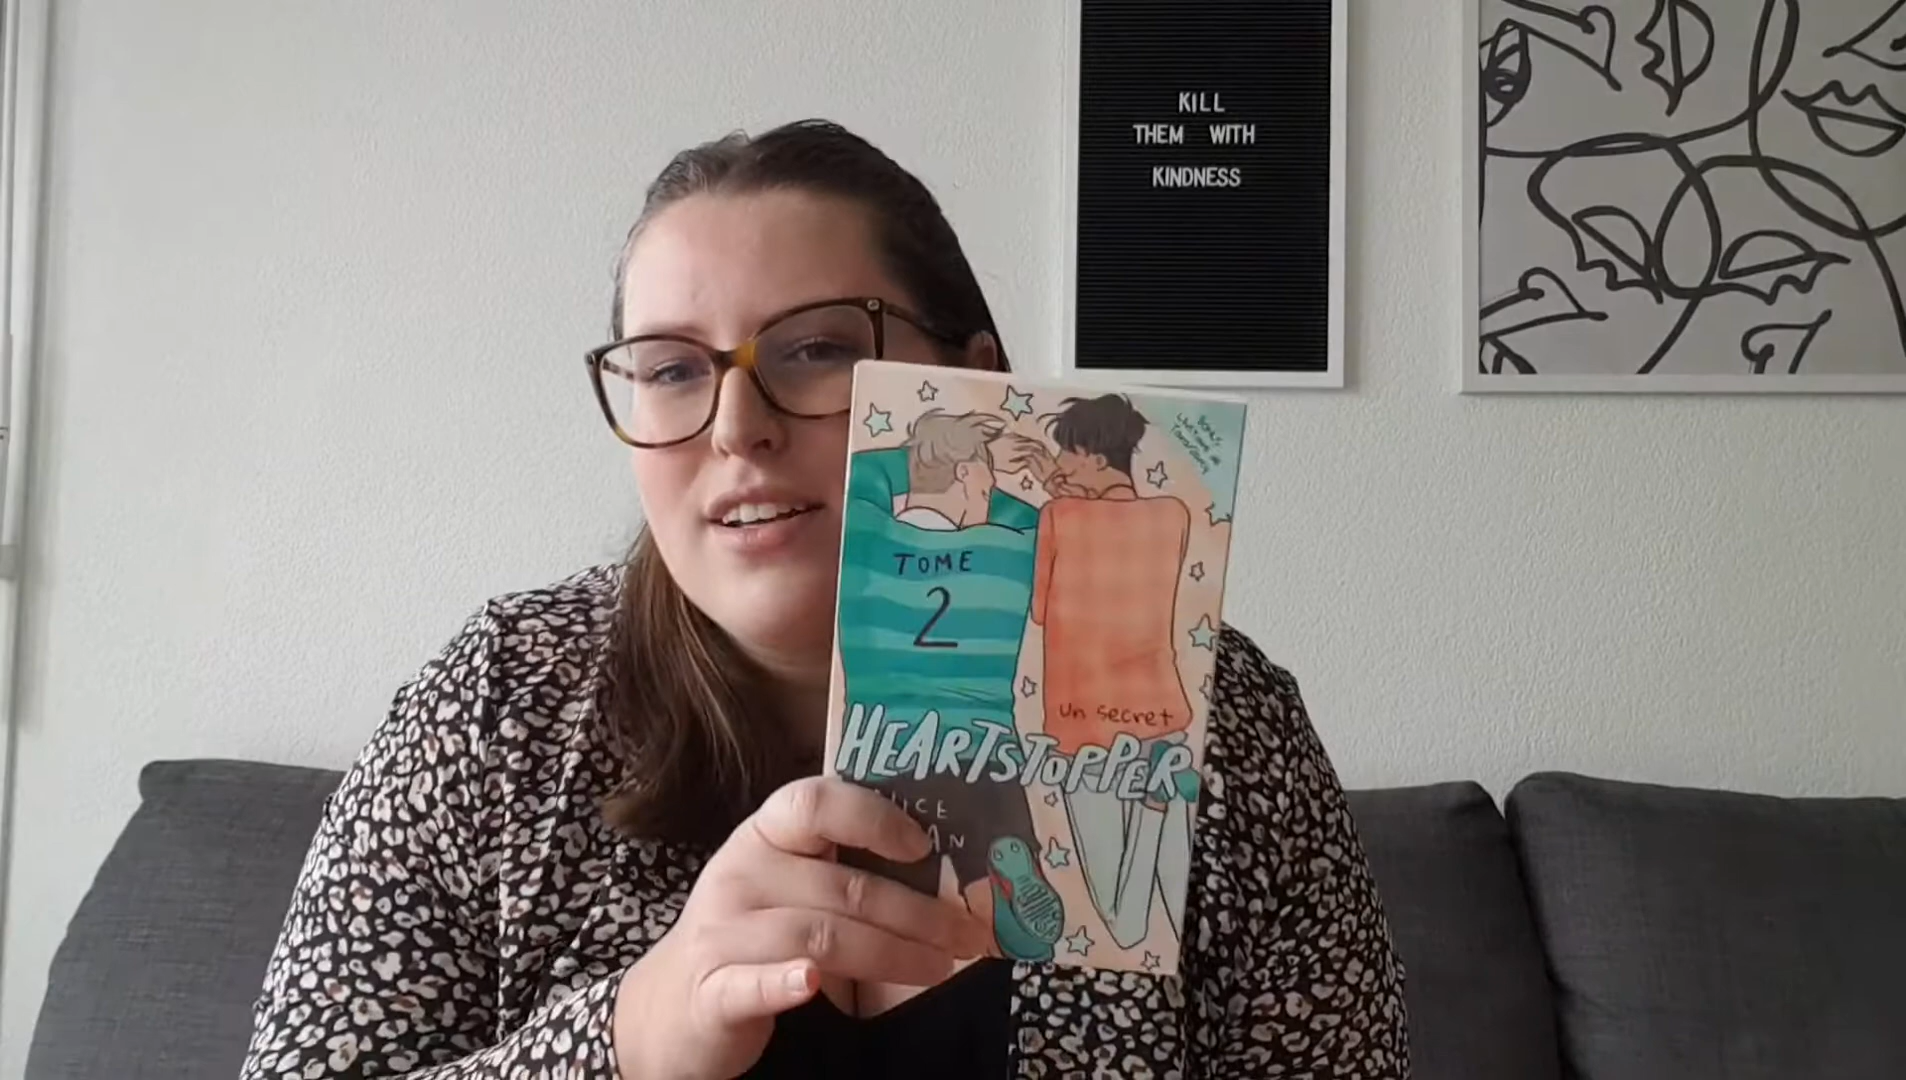 KILL
THEM WITH
KINDNESS
TOME
2
un secret
HEARTSTOPPER